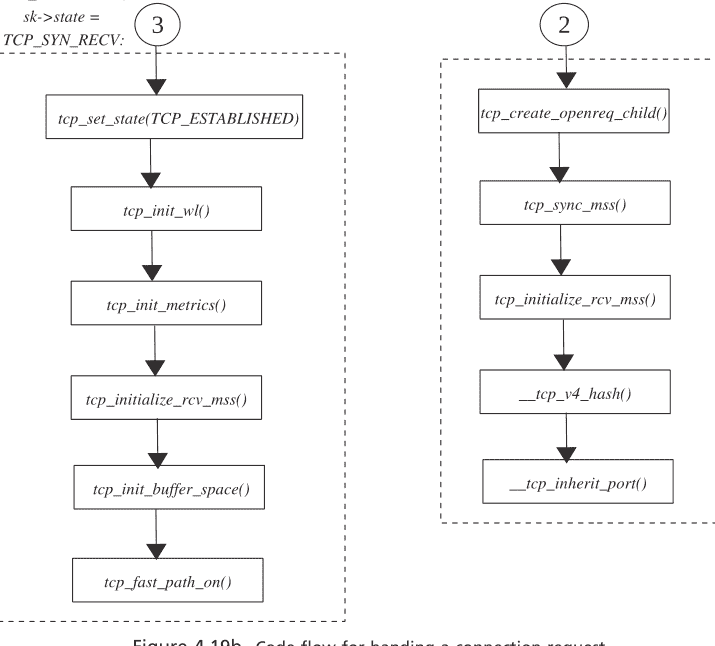 sk->state =
TCP_SYN_RECV:
3
tcp_set_state(TCP_ESTABLISHED)
tcp_init_wl()
tcp_init_metrics()
tcp_initialize_rcv_mss()
tcp_init_buffer_space()
tcp_fast_path_on()
2
tcp_create_openreq_child()
tcp_sync_mss()
tcp_initialize_rcv_mss()
__tcp_v4_hash()
__tcp_inherit_port()
Figure 4.19b. Code flow for handing a connection request